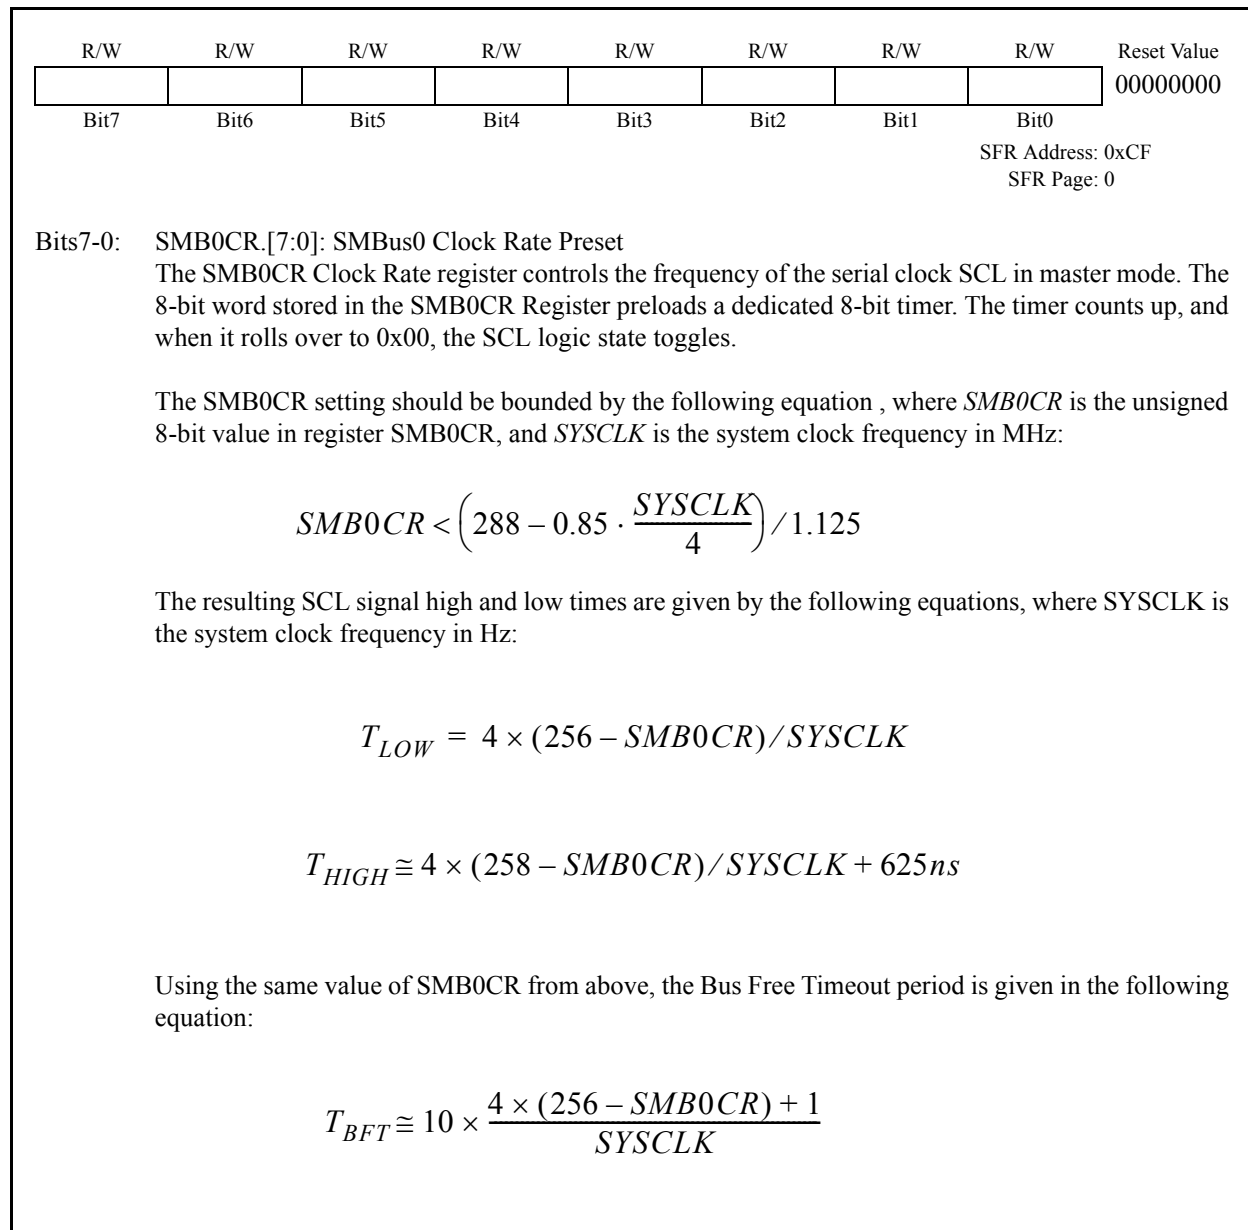 R/W R/W R/W R/W R/W R/W R/W R/W Reset Value
00000000
Bit7 Bit6 Bit5 Bit4 Bit3 Bit2 Bit1 Bit0
SFR Address: 0xCF
SFR Page: 0
Bits7-0: SMB0CR.[7:0]: SMBus0 Clock Rate Preset
The SMB0CR Clock Rate register controls the frequency of the serial clock SCL in master mode. The
8-bit word stored in the SMB0CR Register preloads a dedicated 8-bit timer. The timer counts up, and
when it rolls over to 0x00, the SCL logic state toggles.
The SMB0CR setting should be bounded by the following equation , where SMB0CR is the unsigned
8-bit value in register SMB0CR, and SYSCLK is the system clock frequency in MHz:
SMB0CR < (288 – 0.85 · SYSCLK / 4) / 1.125
The resulting SCL signal high and low times are given by the following equations, where SYSCLK is
the system clock frequency in Hz:
T_LOW = 4 × (256 – SMB0CR) / SYSCLK
T_HIGH ≅ 4 × (258 – SMB0CR) / SYSCLK + 625ns
Using the same value of SMB0CR from above, the Bus Free Timeout period is given in the following
equation:
T_BFT ≅ 10 × (4 × (256 – SMB0CR) + 1) / SYSCLK